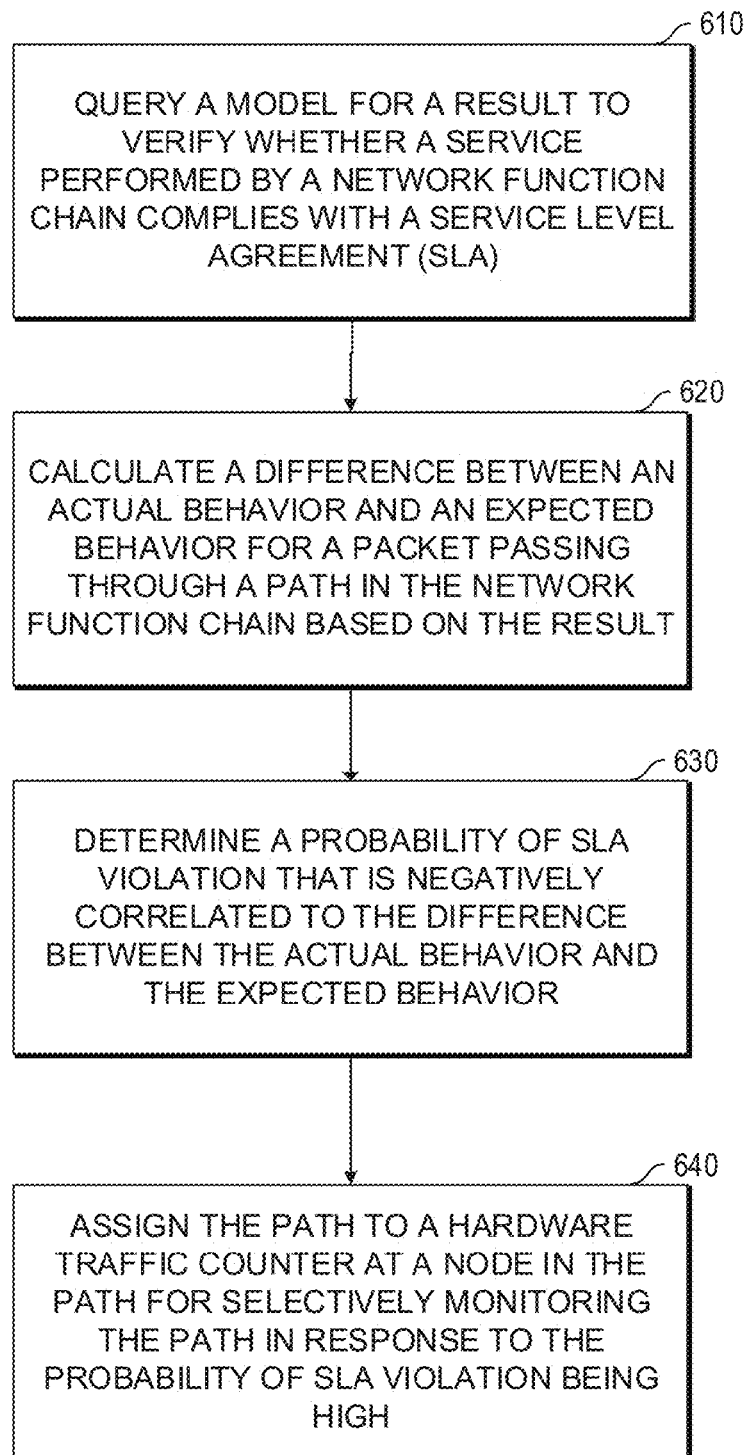 610
QUERY A MODEL FOR A RESULT TO
VERIFY WHETHER A SERVICE
PERFORMED BY A NETWORK FUNCTION
CHAIN COMPLIES WITH A SERVICE LEVEL
AGREEMENT (SLA)
620
CALCULATE A DIFFERENCE BETWEEN AN
ACTUAL BEHAVIOR AND AN EXPECTED
BEHAVIOR FOR A PACKET PASSING
THROUGH A PATH IN THE NETWORK
FUNCTION CHAIN BASED ON THE RESULT
630
DETERMINE A PROBABILITY OF SLA
VIOLATION THAT IS NEGATIVELY
CORRELATED TO THE DIFFERENCE
BETWEEN THE ACTUAL BEHAVIOR AND
THE EXPECTED BEHAVIOR
640
ASSIGN THE PATH TO A HARDWARE
TRAFFIC COUNTER AT A NODE IN THE
PATH FOR SELECTIVELY MONITORING
THE PATH IN RESPONSE TO THE
PROBABILITY OF SLA VIOLATION BEING
HIGH